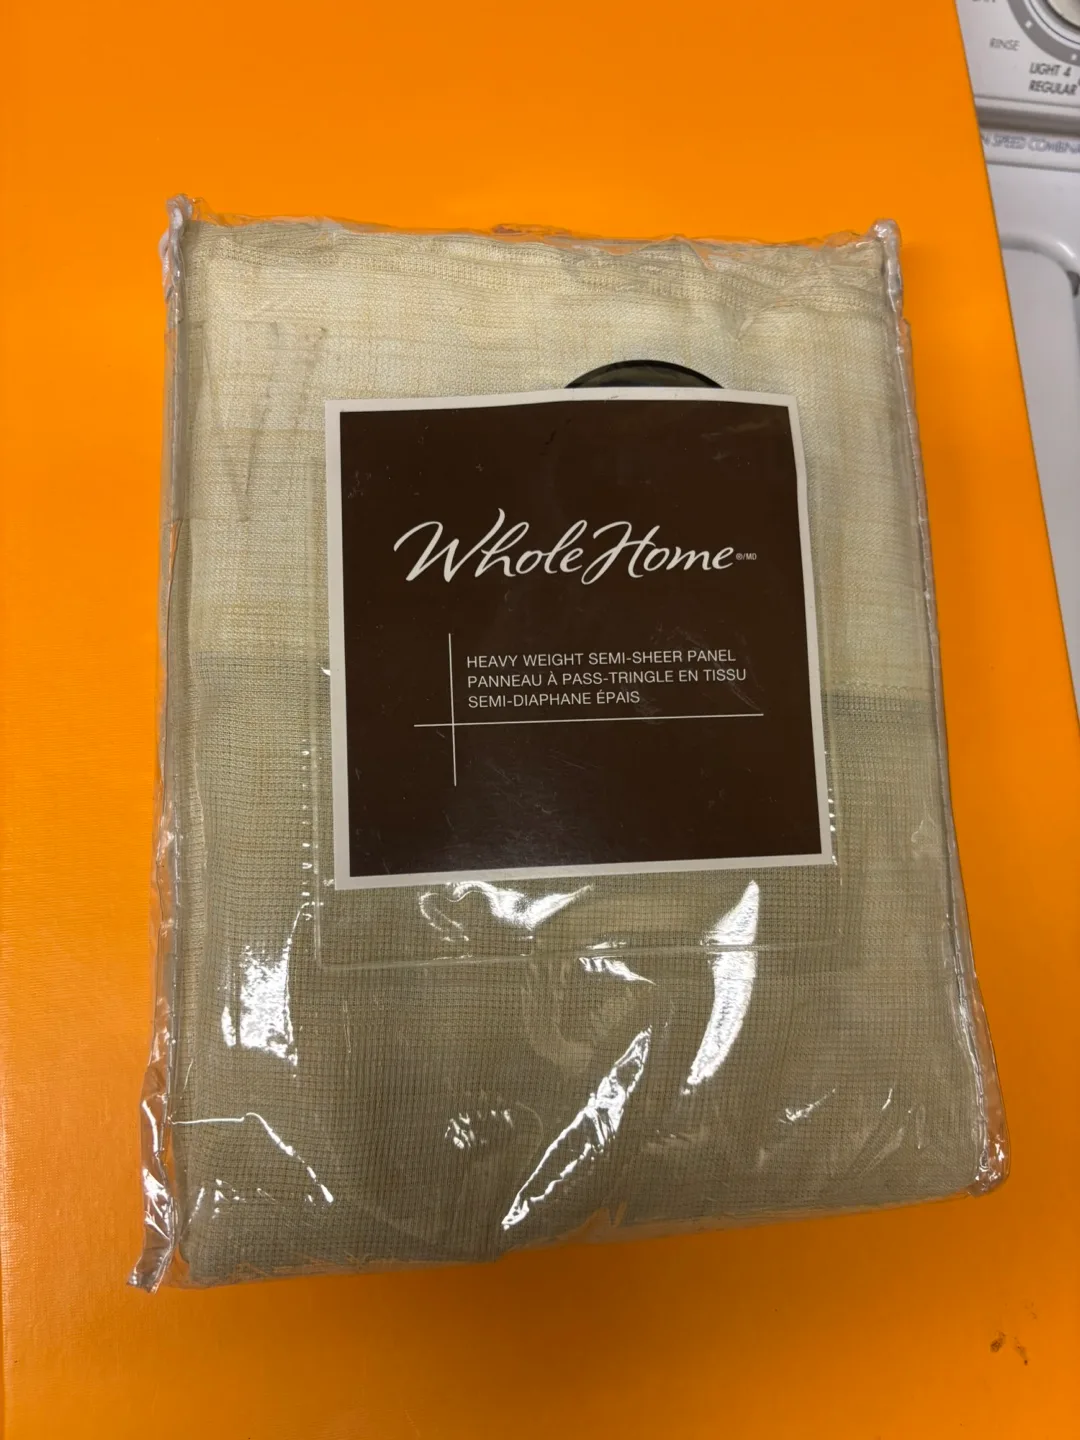 RINSE
LIGHT 4
REGULAR
SPEED
Whole Home ®/MD
HEAVY WEIGHT SEMI-SHEER PANEL
PANNEAU À PASS-TRINGLE EN TISSU
SEMI-DIAPHANE ÉPAIS